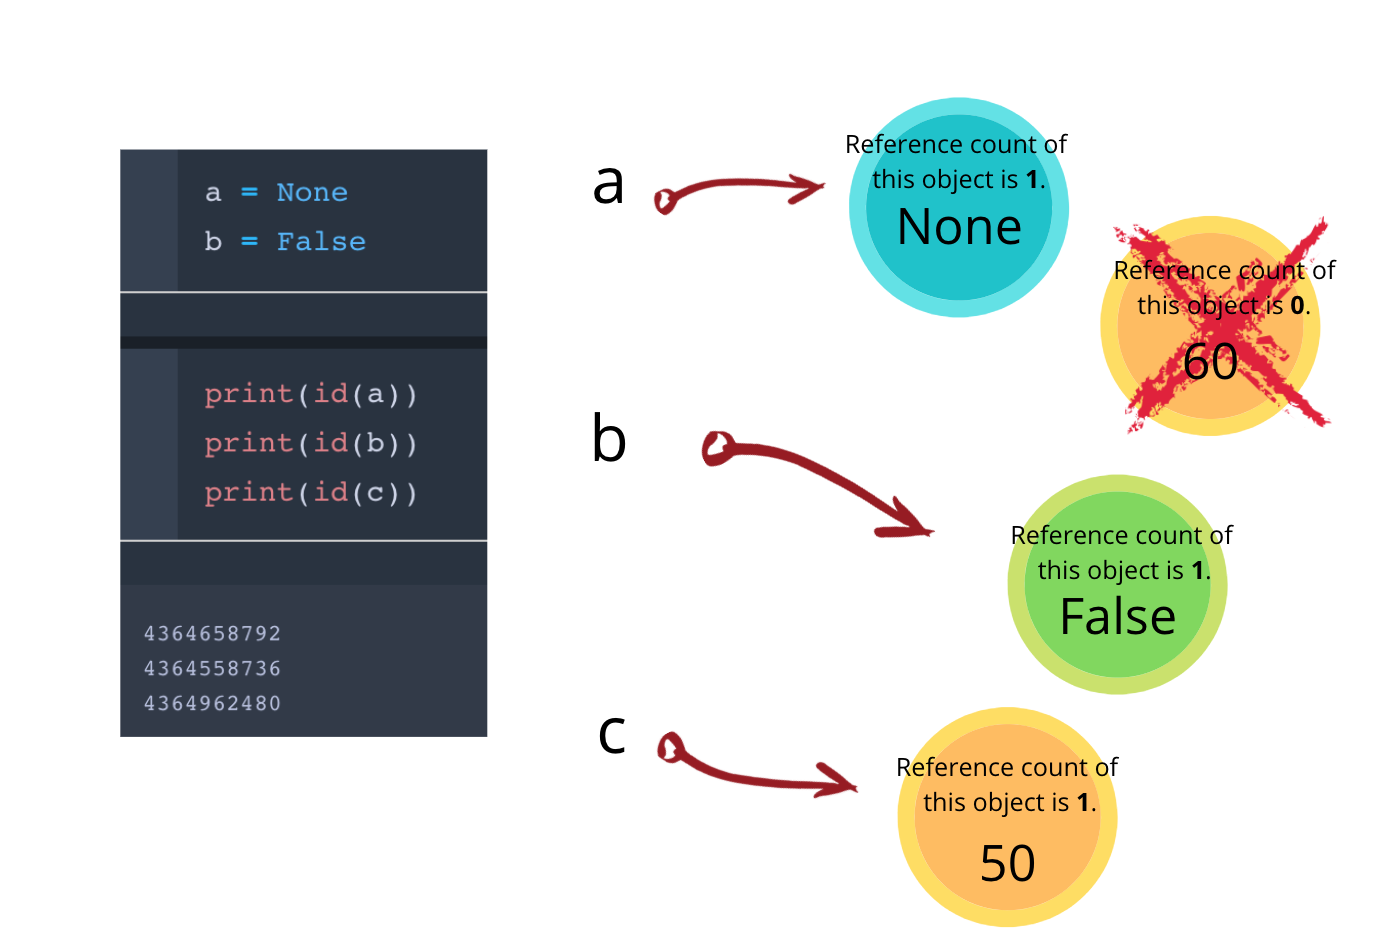 a = None
b = False
print(id(a))
print(id(b))
print(id(c))
4364658792
4364558736
4364962480
a
Reference count of
this object is 1.
None
Reference count of
this object is 0.
60
b
Reference count of
this object is 1.
False
c
Reference count of
this object is 1.
50